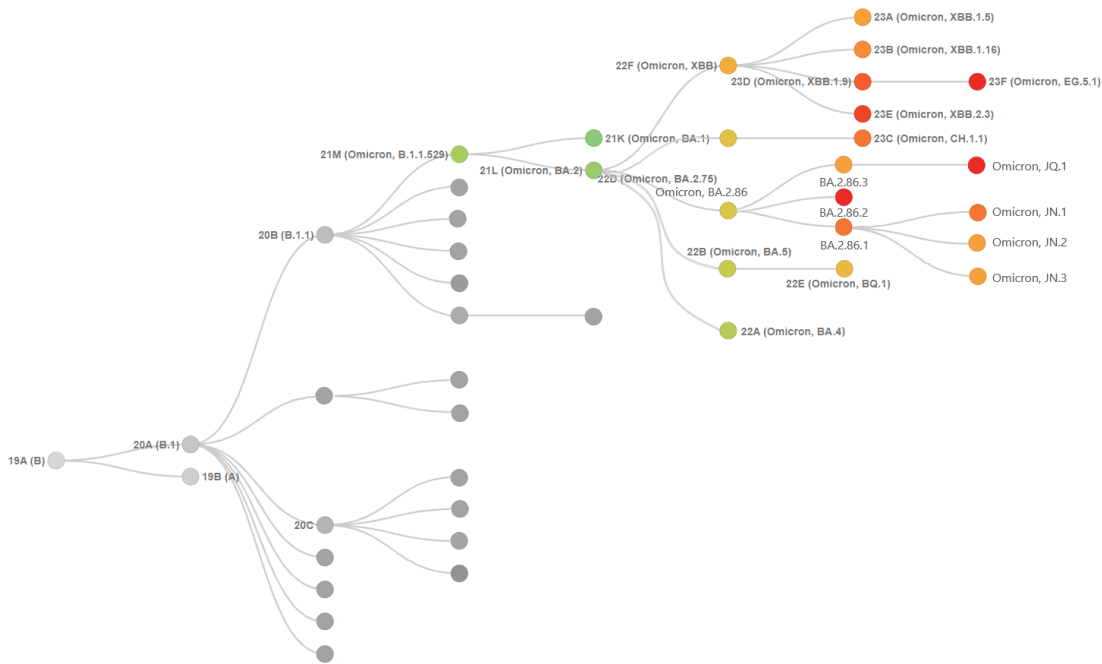 23A (Omicron, XBB.1.5)
23B (Omicron, XBB.1.16)
22F (Omicron, XBB)
23D (Omicron, XBB.1.9)
23F (Omicron, EG.5.1)
23E (Omicron, XBB.2.3)
21K (Omicron, BA.1)
23C (Omicron, CH.1.1)
21M (Omicron, B.1.1.529)
21L (Omicron, BA.2)
22D (Omicron, BA.2.75)
Omicron, JQ.1
BA.2.86.3
Omicron, BA.2.86
BA.2.86.2
Omicron, JN.1
20B (B.1.1)
BA.2.86.1
Omicron, JN.2
22B (Omicron, BA.5)
Omicron, JN.3
22E (Omicron, BQ.1)
22A (Omicron, BA.4)
20A (B.1)
19A (B)
19B (A)
20C